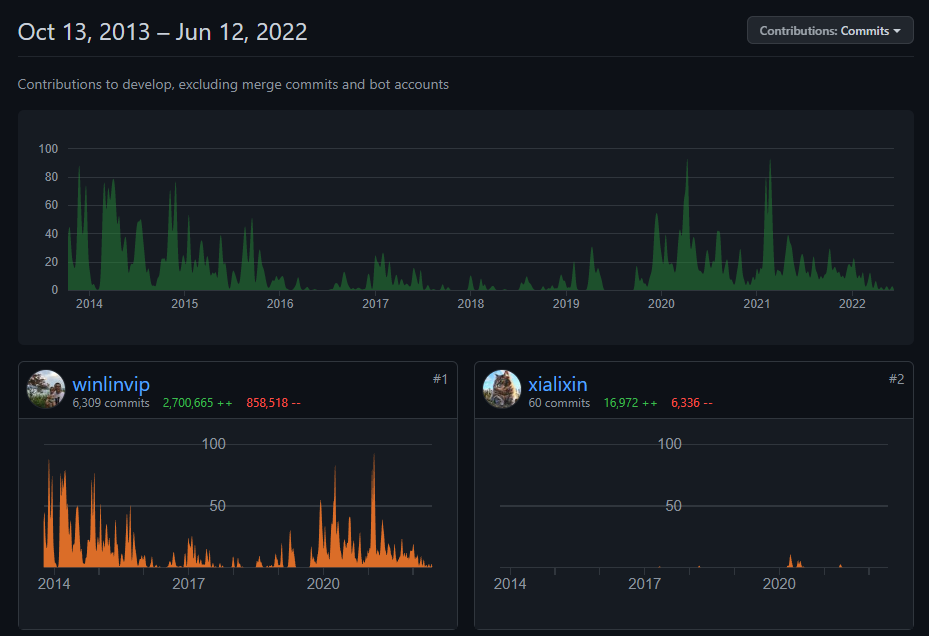 Oct 13, 2013 – Jun 12, 2022
Contributions: Commits
Contributions to develop, excluding merge commits and bot accounts
100
80
60
40
20
0
2014 2015 2016 2017 2018 2019 2020 2021 2022
winlinvip #1
6,309 commits 2,700,665 ++ 858,518 --
100
50
2014 2017 2020
xialixin #2
60 commits 16,972 ++ 6,336 --
100
50
2014 2017 2020